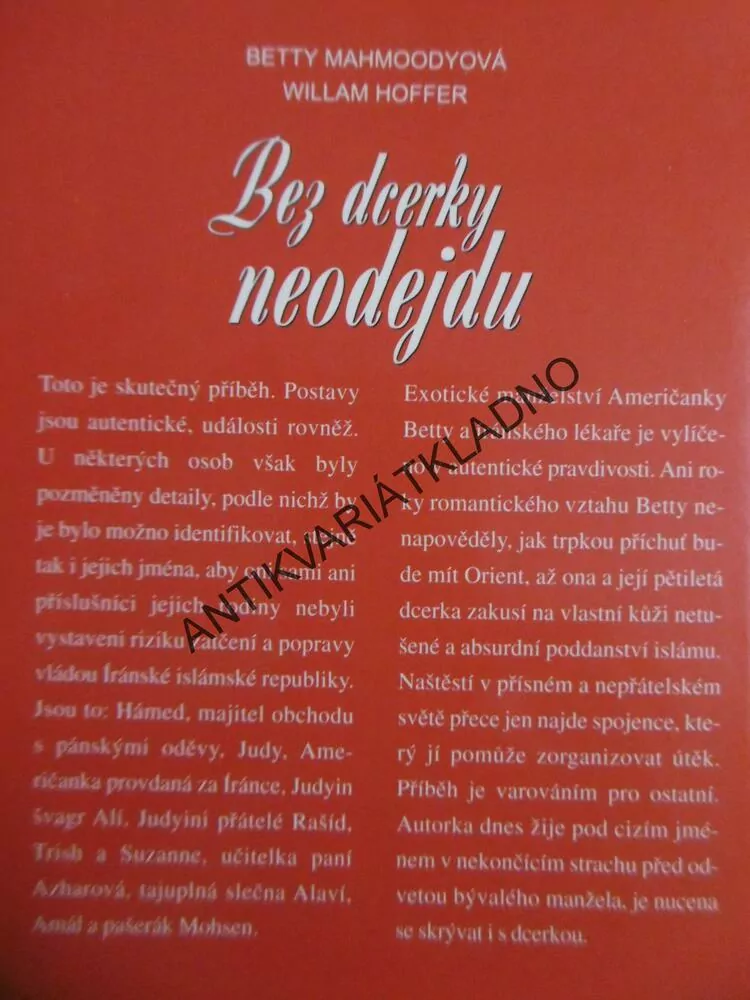 BETTY MAHMOODYOVÁ
WILLAM HOFFER
Bez dcerky
neodejdu
Toto je skutečný příběh. Postavy
jsou autentické, události rovněž.
U některých osob však byly
pozměněny detaily, podle nichž by
je bylo možno identifikovat, stejně
tak i jejich jména, aby oni sami ani
příslušníci jejich rodiny nebyli
vystaveni riziku zatčení a popravy
vládou Íránské islámské republiky.
Jsou to: Hámed, majitel obchodu
s pánskými oděvy, Judy, Ame-
ričanka provdaná za Íránce, Judyin
švagr Alí, Judyini přátelé Rašíd,
Trish a Suzanne, učitelka paní
Azharová, tajuplná slečna Alaví,
Amál a pašerák Mohsen.
Exotické manželství Američanky
Betty a íránského lékaře je vylíče-
no v autentické pravdivosti. Ani ro-
ky romantického vztahu Betty ne-
napověděly, jak trpkou příchuť bu-
de mít Orient, až ona a její pětiletá
dcerka zakusí na vlastní kůži netu-
šené a absurdní poddanství islámu.
Naštěstí v přísném a nepřátelském
světě přece jen najde spojence, kte-
rý jí pomůže zorganizovat útěk.
Příběh je varováním pro ostatní.
Autorka dnes žije pod cizím jmé-
nem v nekončícím strachu před od-
vetou bývalého manžela, je nucena
se skrývat i s dcerkou.
ANTIKVARIÁTKLADNO